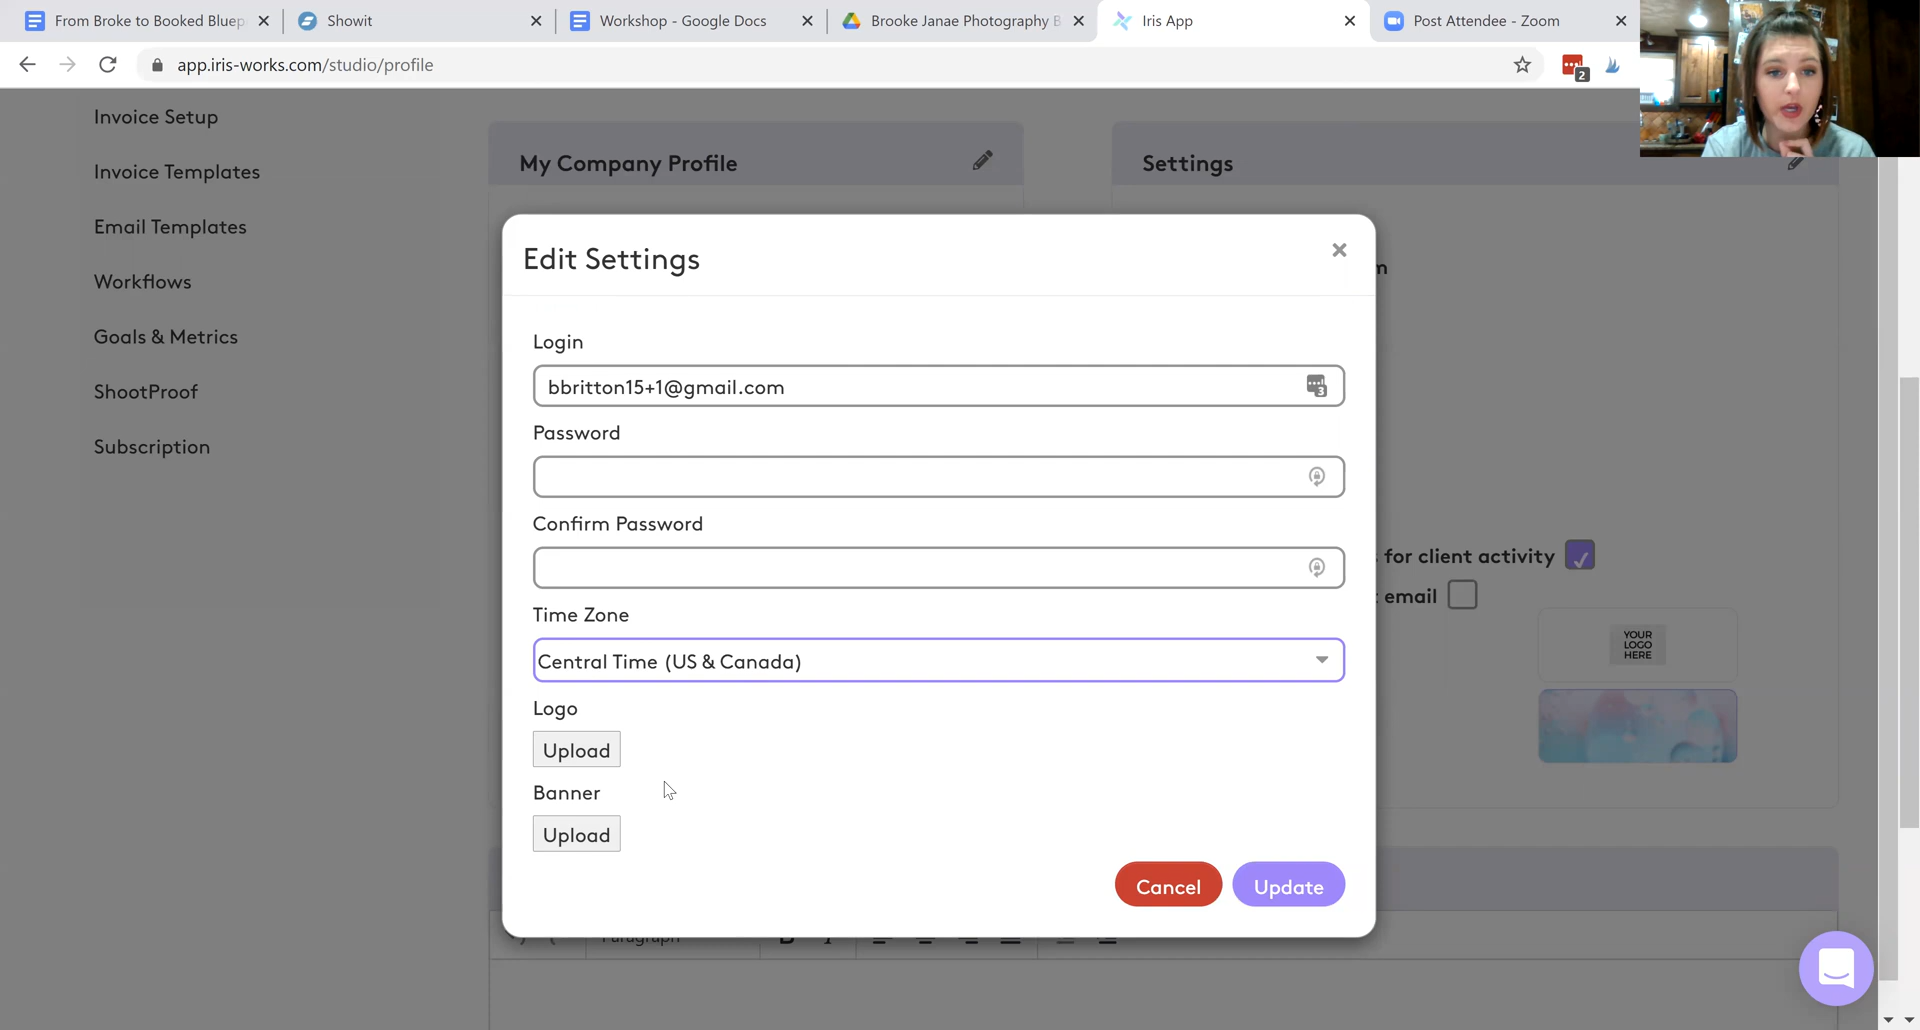 From Broke to Booked Bluep
Showit
Workshop - Google Docs
Brooke Janae Photography B
Iris App
Post Attendee - Zoom
app.iris-works.com/studio/profile
2
Invoice Setup
Invoice Templates
Email Templates
Workflows
Goals & Metrics
ShootProof
Subscription
My Company Profile
Settings
m
Edit Settings
Login
bbritton15+1@gmail.com
3
Password
Confirm Password
Time Zone
Central Time (US & Canada)
Logo
Upload
Banner
Upload
Cancel
Update
s for client activity
t email
YOUR
LOGO
HERE
Paragraph
B
I